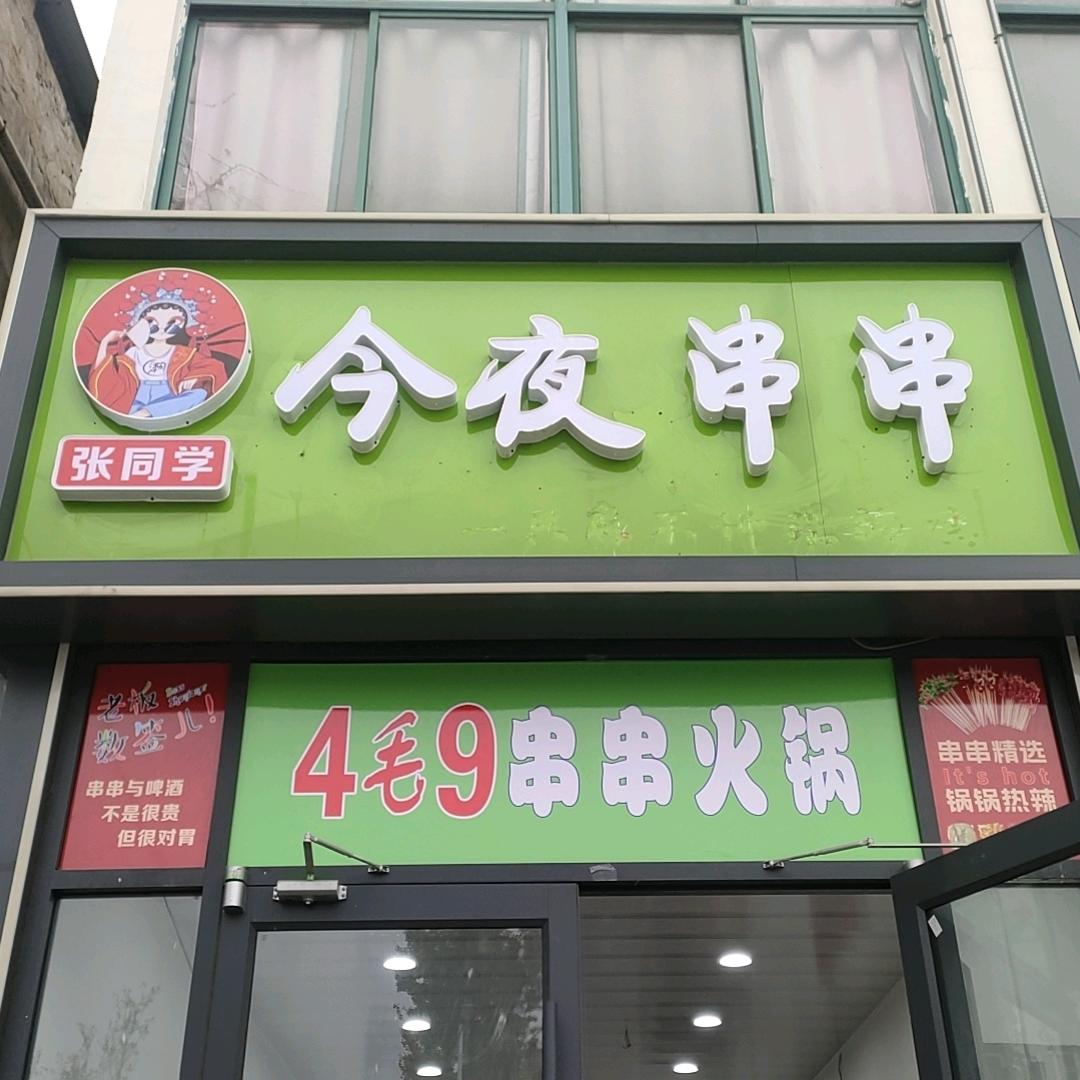 今夜串串
张同学
4毛9串串火锅
老板
数签儿!
串串与啤酒
不是很贵
但很对胃
串串精选
It's hot
锅锅热辣